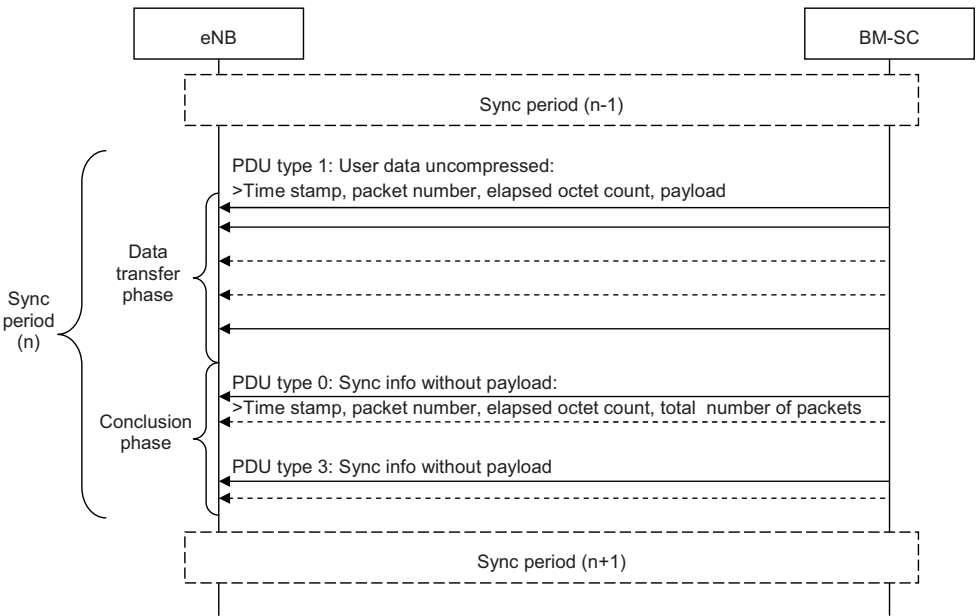 eNB
BM-SC
Sync period (n-1)
PDU type 1: User data uncompressed:
>Time stamp, packet number, elapsed octet count, payload
Data
transfer
phase
Sync
period
(n)
PDU type 0: Sync info without payload:
>Time stamp, packet number, elapsed octet count, total number of packets
Conclusion
phase
PDU type 3: Sync info without payload
Sync period (n+1)